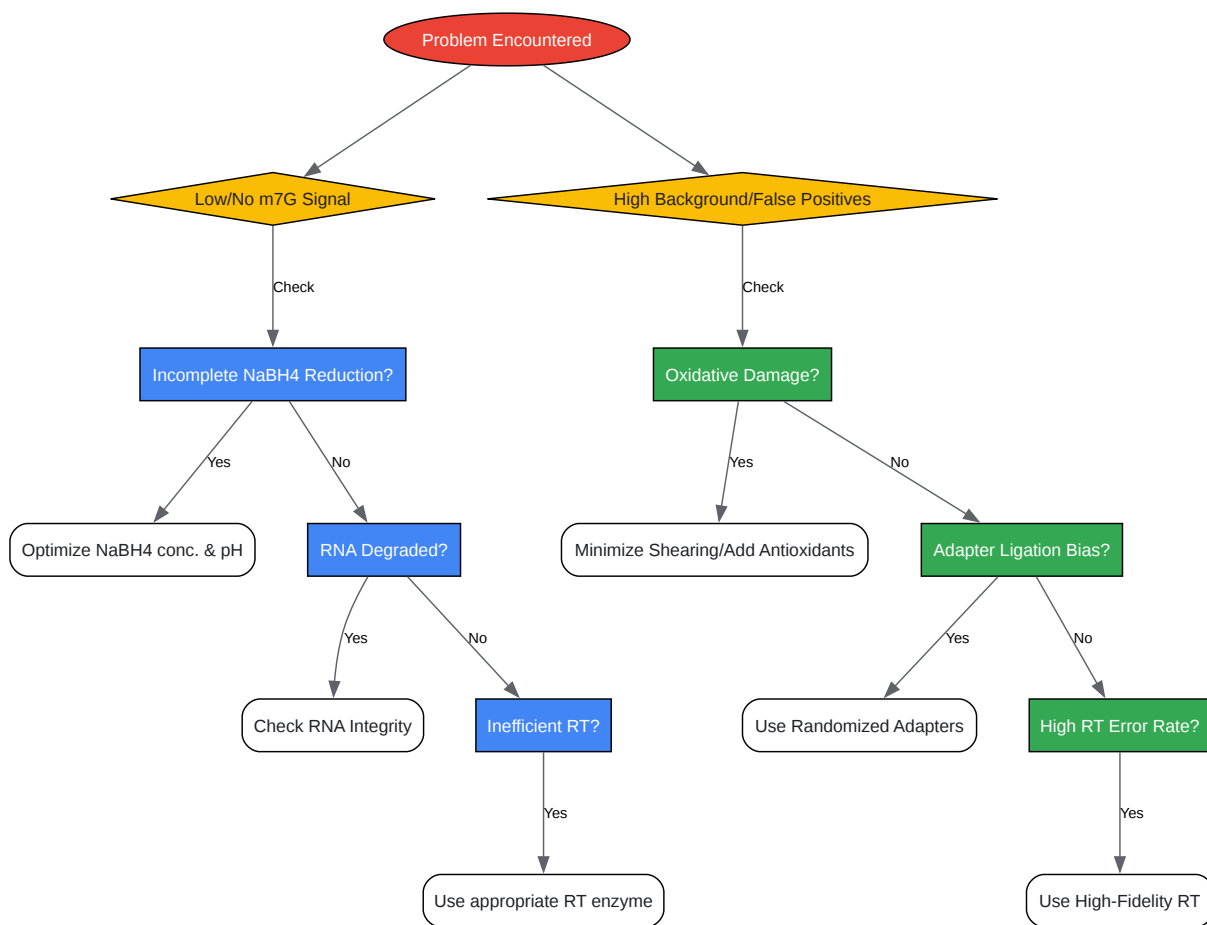 Problem Encountered
Low/No m7G Signal
High Background/False Positives
Check
Check
Incomplete NaBH4 Reduction?
Oxidative Damage?
Yes
No
Yes
No
Optimize NaBH4 conc. & pH
RNA Degraded?
Minimize Shearing/Add Antioxidants
Adapter Ligation Bias?
Yes
No
Yes
No
Check RNA Integrity
Inefficient RT?
Use Randomized Adapters
High RT Error Rate?
Yes
Yes
Use appropriate RT enzyme
Use High-Fidelity RT